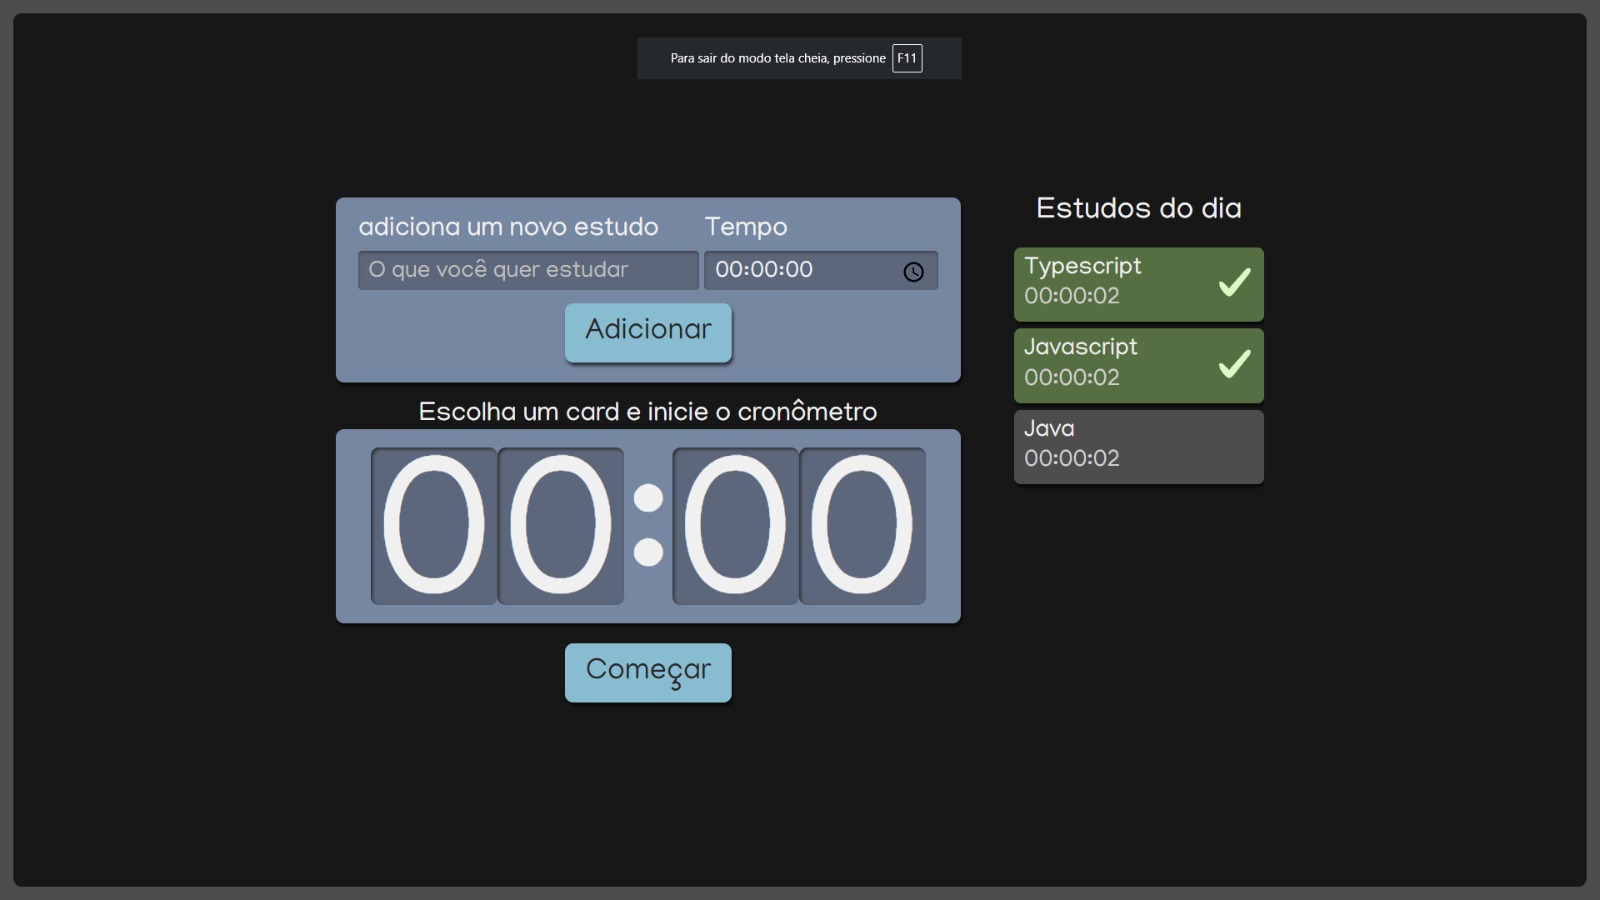 Para sair do modo tela cheia, pressione F11
adiciona um novo estudo
Tempo
O que você quer estudar
00:00:00
Adicionar
Escolha um card e inicie o cronômetro
00:00
Começar
Estudos do dia
Typescript
00:00:02
Javascript
00:00:02
Java
00:00:02